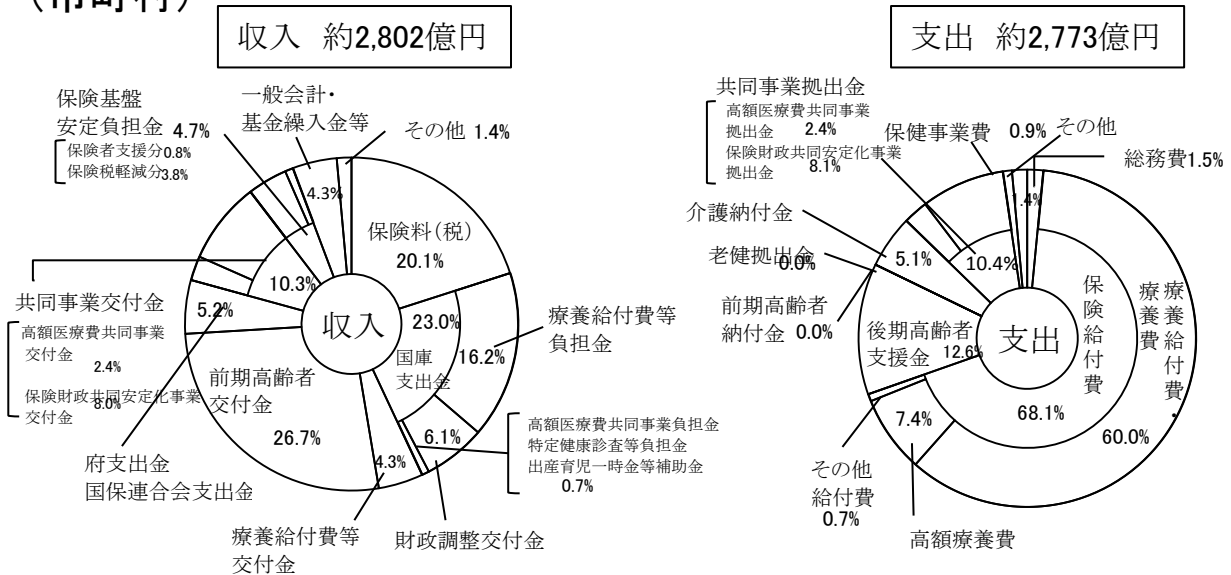 （市町村）
収入 約2,802億円
保険基盤
安定負担金 4.7%
保険者支援分0.8%
保険税軽減分3.8%
一般会計・
基金繰入金等
4.3%
その他 1.4%
保険料（税）
20.1%
共同事業交付金
10.3%
高額医療費共同事業
交付金
2.4%
保険財政共同安定化事業
交付金 8.0%
5.2%
府支出金
国保連合会支出金
収入
23.0%
国庫
支出金
16.2%
療養給付費等
負担金
前期高齢者
交付金
26.7%
4.3%
療養給付費等
交付金
6.1%
財政調整交付金
高額医療費共同事業負担金
特定健康診査等負担金
出産育児一時金等補助金
0.7%
支出 約2,773億円
共同事業拠出金
高額医療費共同事業
拠出金 2.4%
保険財政共同安定化事業
拠出金 8.1%
保健事業費 0.9%
その他
1.4%
総務費1.5%
介護納付金
5.1%
10.4%
老健拠出金
0.0%
前期高齢者
納付金 0.0%
後期高齢者
支援金 12.6%
支出
保険給付費
68.1%
療養給付費・
療養費
60.0%
7.4%
その他
給付費
0.7%
高額療養費